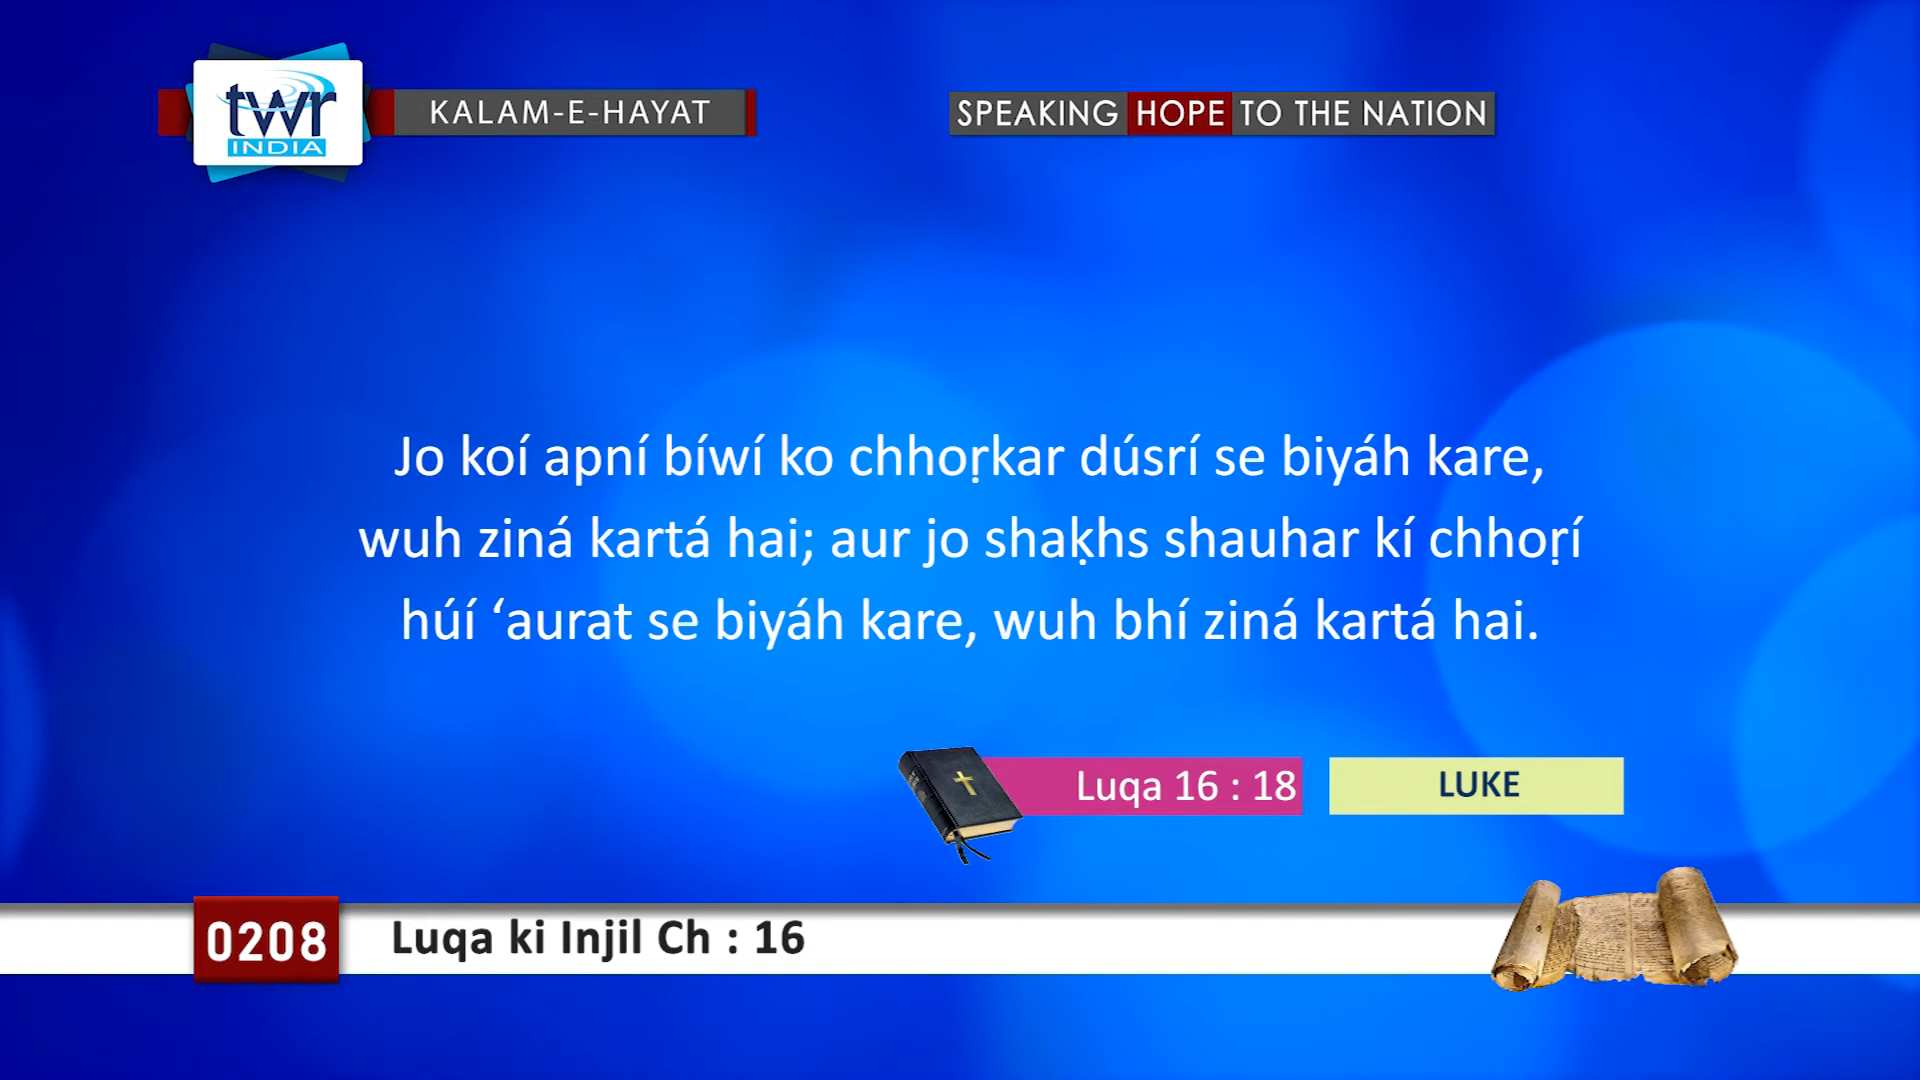 twr
INDIA
KALAM-E-HAYAT
SPEAKING HOPE TO THE NATION
Jo koí apní bíwí ko chhoṛkar dúsrí se biyáh kare,
wuh ziná kartá hai; aur jo shaḳhs shauhar kí chhoṛí
húí ‘aurat se biyáh kare, wuh bhí ziná kartá hai.
Luqa 16 : 18
LUKE
0208
Luqa ki Injil Ch : 16